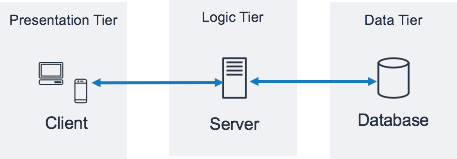 Presentation Tier
Logic Tier
Data Tier
Client
Server
Database